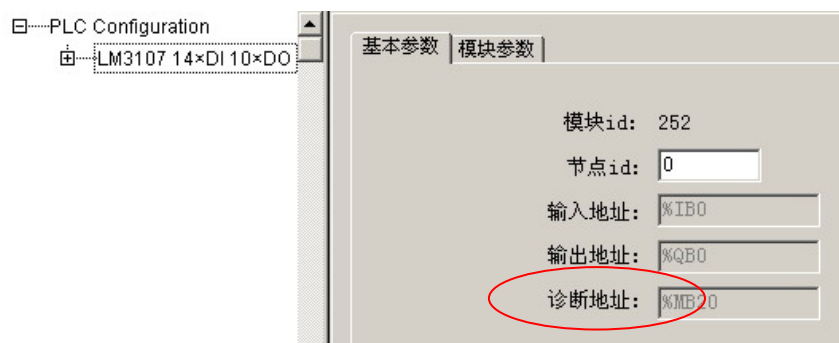 PLC Configuration
LM3107 14×DI 10×DO
基本参数 模块参数
模块id: 252
节点id: 0
输入地址: %IB0
输出地址: %QB0
诊断地址: %MB20